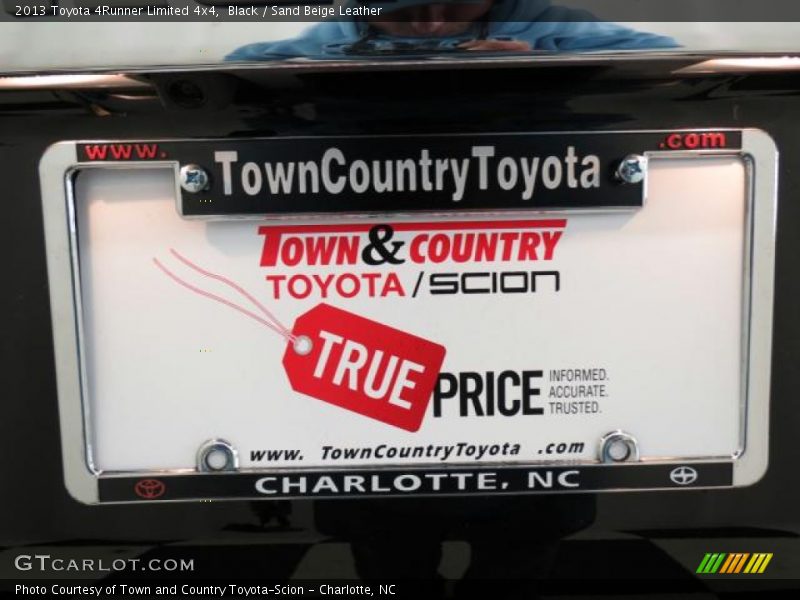 2013 Toyota 4Runner Limited 4x4, Black / Sand Beige Leather
www. .com
TownCountryToyota
TOWN & COUNTRY
TOYOTA / SCION
TRUE PRICE
INFORMED.
ACCURATE.
TRUSTED.
www. TownCountryToyota .com
CHARLOTTE, NC
GTCARLOT.COM
Photo Courtesy of Town and Country Toyota-Scion - Charlotte, NC